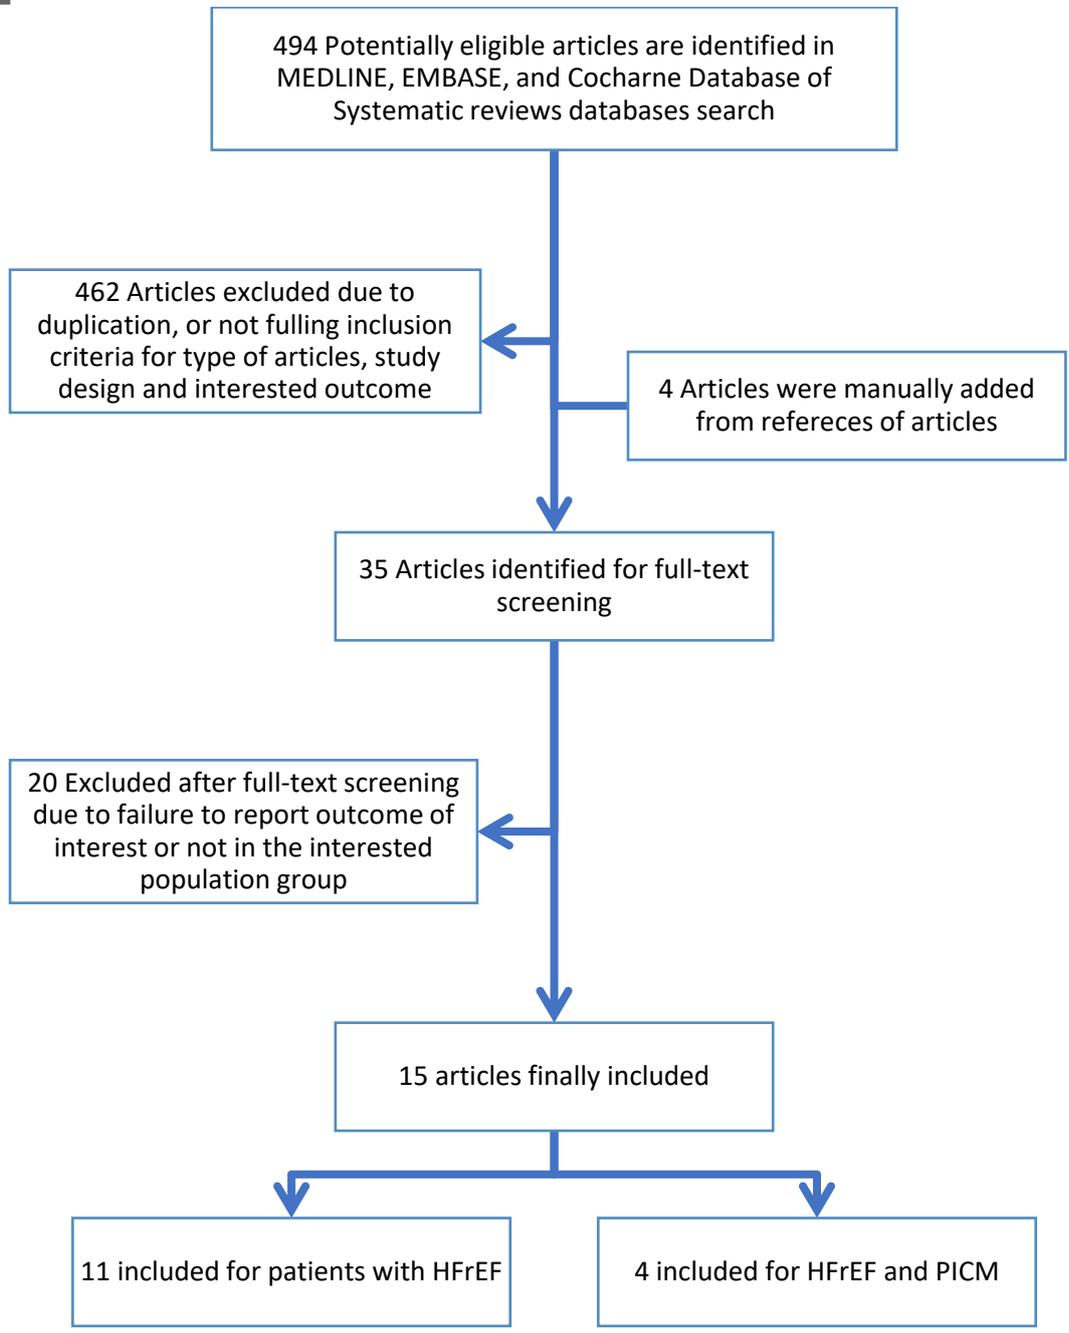 494 Potentially eligible articles are identified in
MEDLINE, EMBASE, and Cocharne Database of
Systematic reviews databases search
462 Articles excluded due to
duplication, or not fulling inclusion
criteria for type of articles, study
design and interested outcome
4 Articles were manually added
from refereces of articles
35 Articles identified for full-text
screening
20 Excluded after full-text screening
due to failure to report outcome of
interest or not in the interested
population group
15 articles finally included
11 included for patients with HFrEF
4 included for HFrEF and PICM